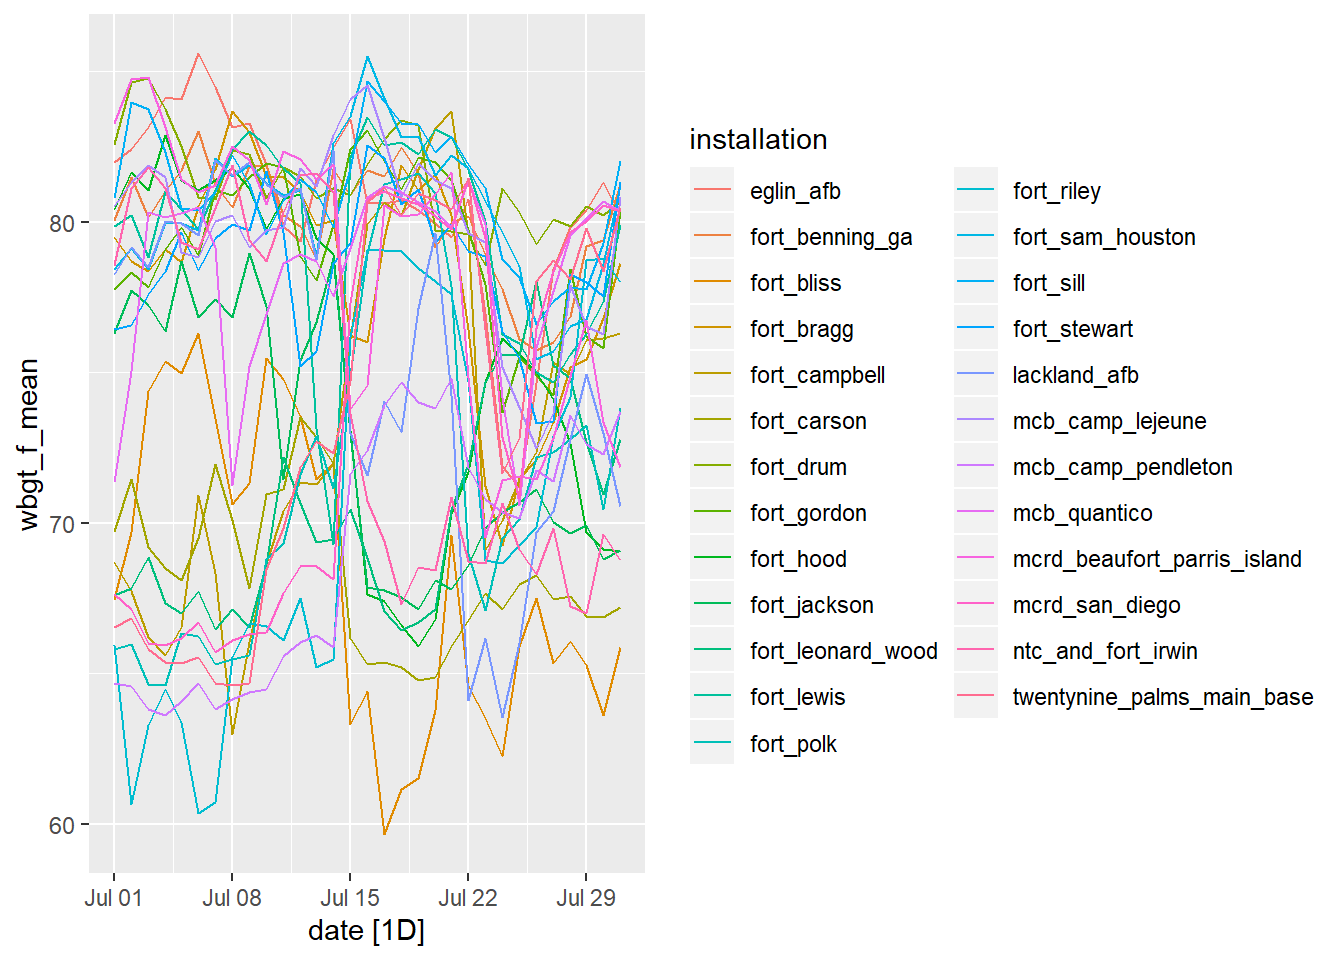 wbgt_f_mean
80
70
60
Jul 01
Jul 08
Jul 15
Jul 22
Jul 29
date [1D]
installation
eglin_afb
fort_benning_ga
fort_bliss
fort_bragg
fort_campbell
fort_carson
fort_drum
fort_gordon
fort_hood
fort_jackson
fort_leonard_wood
fort_lewis
fort_polk
fort_riley
fort_sam_houston
fort_sill
fort_stewart
lackland_afb
mcb_camp_lejeune
mcb_camp_pendleton
mcb_quantico
mcrd_beaufort_parris_island
mcrd_san_diego
ntc_and_fort_irwin
twentynine_palms_main_base